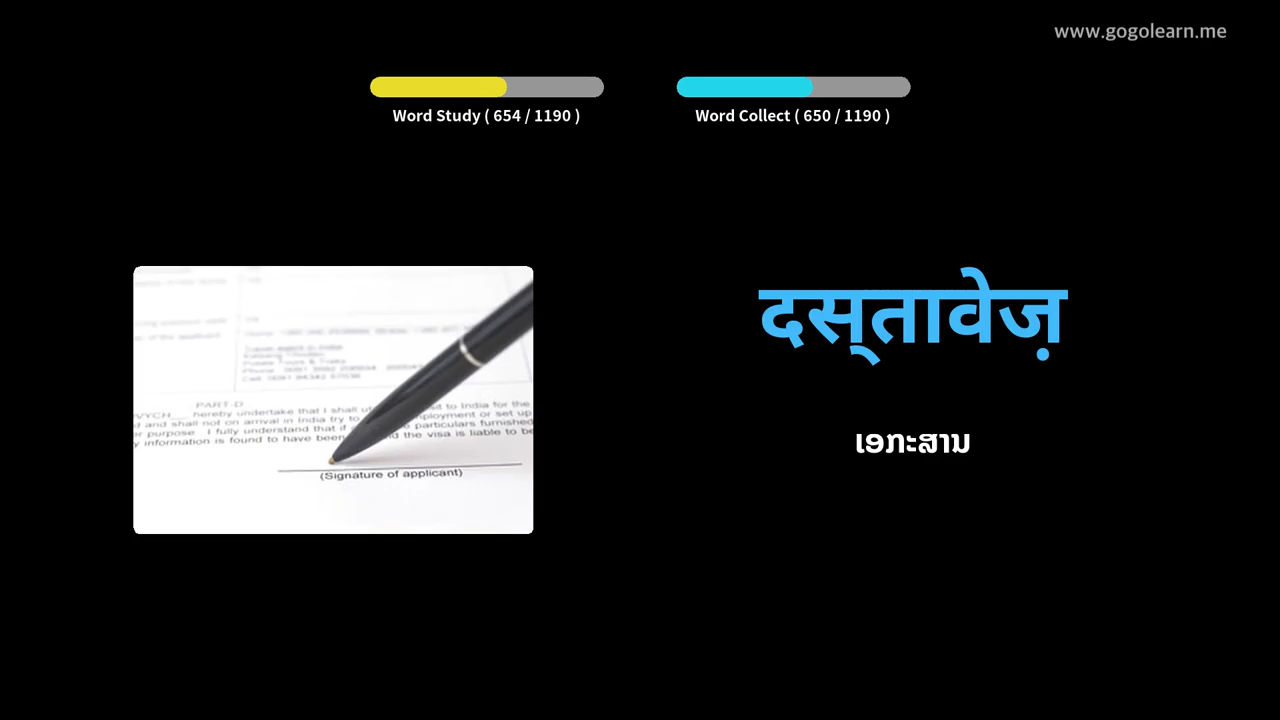 www.gogolearn.me
Word Study ( 654 / 1190 )
Word Collect ( 650 / 1190 )
PART-D
hereby undertake that I shall to India for the
and shall not on arrival in India try to employment or set up
purpose I fully understand that if particulars furnished
information is found to have been the visa is liable to be
(Signature of applicant)
दस्तावेज़
ເອກະສານ